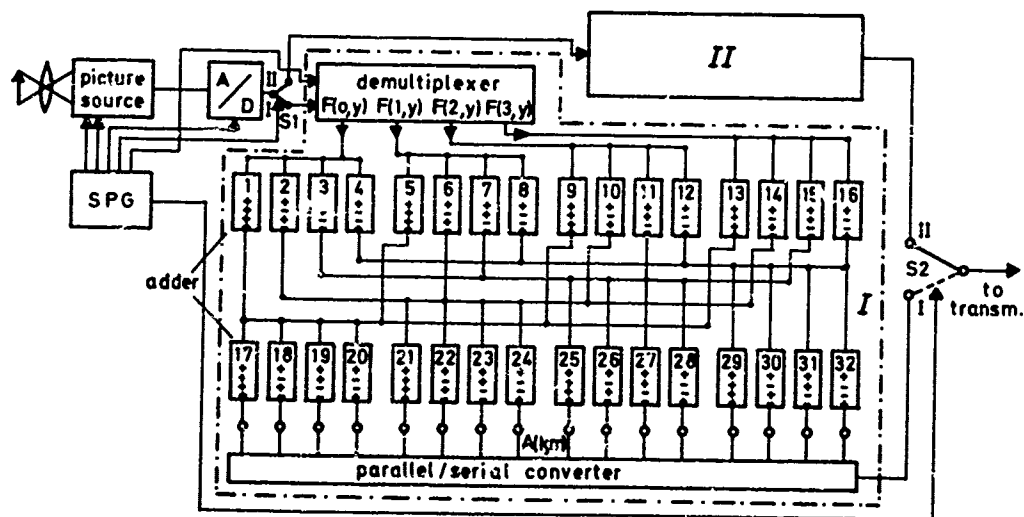 II
picture
source
A
D
II
I
S1
demultiplexer
F(0,y) F(1,y) F(2,y) F(3,y)
SPG
1 2 3 4 5 6 7 8 9 10 11 12 13 14 15 16
adder
II
S2
I
to
transm.
I
17 18 19 20 21 22 23 24 25 26 27 28 29 30 31 32
A(k,m)
parallel/serial converter